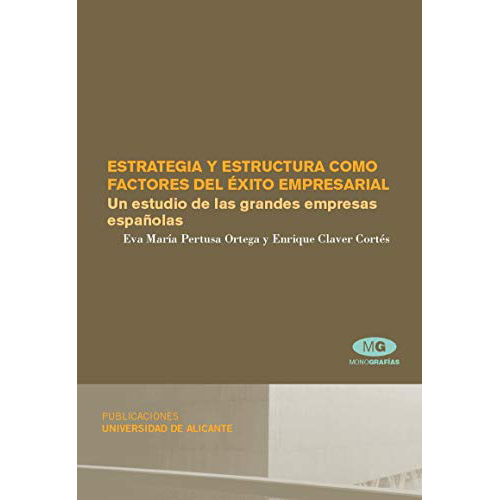 ESTRATEGIA Y ESTRUCTURA COMO
FACTORES DEL ÉXITO EMPRESARIAL
Un estudio de las grandes empresas
españolas
Eva María Pertusa Ortega y Enrique Claver Cortés
MG
MONOGRAFÍAS
PUBLICACIONES
UNIVERSIDAD DE ALICANTE